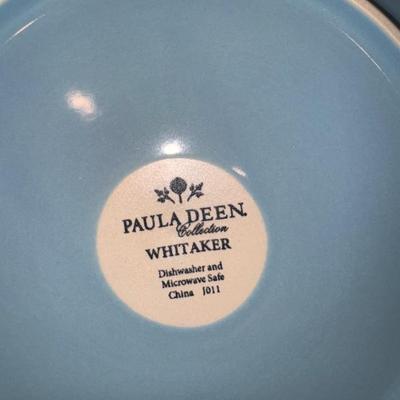 PAULA DEEN.
Collection
WHITAKER
Dishwasher and
Microwave Safe
China J011